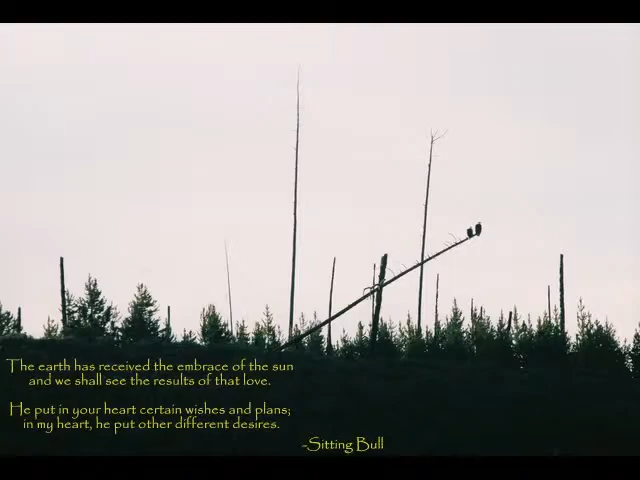 The earth has received the embrace of the sun
and we shall see the results of that love.
He put in your heart certain wishes and plans;
in my heart, he put other different desires.
-Sitting Bull